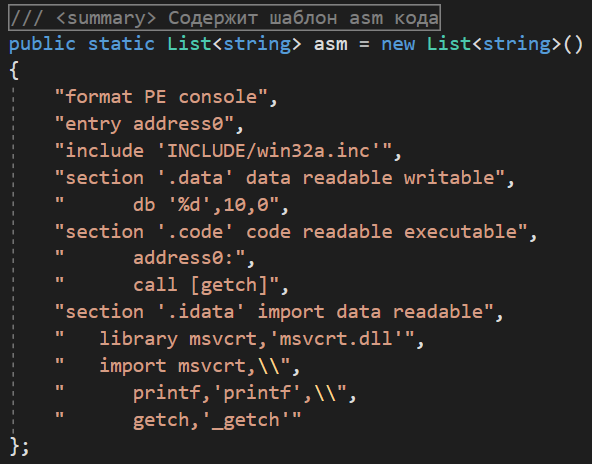 /// <summary> Содержит шаблон asm кода
public static List<string> asm = new List<string>()
{
    "format PE console",
    "entry address0",
    "include 'INCLUDE/win32a.inc'",
    "section '.data' data readable writable",
    "      db '%d',10,0",
    "section '.code' code readable executable",
    "      address0:",
    "      call [getch]",
    "section '.idata' import data readable",
    "   library msvcrt,'msvcrt.dll'",
    "   import msvcrt,\\",
    "      printf,'printf',\\",
    "      getch,'_getch'"
};